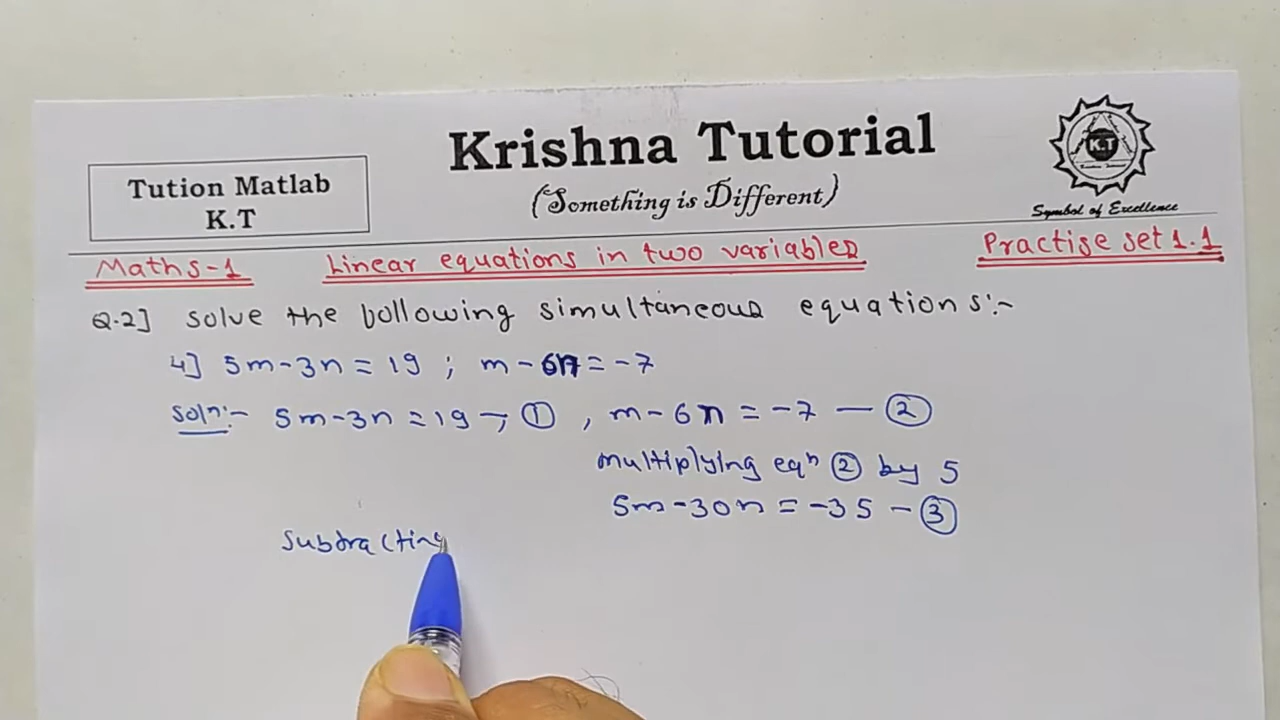 Krishna Tutorial
Tution Matlab
K.T
(Something is Different)
K.T
Symbol of Excellence
Maths-1 Linear equations in two variables Practise set 1.1
Q.2] solve the following simultaneous equations:-
4] 5m-3n = 19 ; m-6n = -7
Soln:- 5m-3n = 19 — ① , m-6n = -7 — ②
multiplying eqn ② by 5
5m-30n = -35 - ③
Subtracting